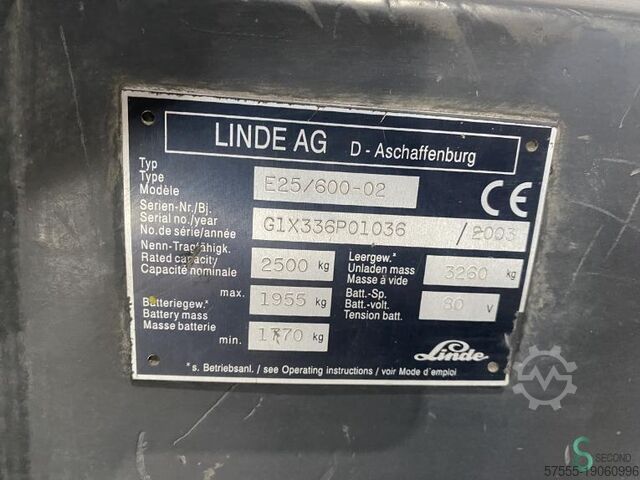 LINDE AG D - Aschaffenburg
Typ
Type
Modèle
E25/600-02
CE
Serien-Nr./Bj.
Serial no./year
No. de série/année
G1X336P01036 / 2003
Nenn-Tragfähigk.
Rated capacity
Capacité nominale
2500 kg
Leergew.*
Unladen mass
Masse à vide
3260 kg
Batteriegew.*
Battery mass
Masse batterie
max. 1955 kg
min. 1770 kg
Batt.-Sp.
Batt.-volt.
Tension batt.
80 V
Linde
*s. Betriebsanl. / see Operating instructions / voir Mode d'emploi
S SECOND
57555-19060996